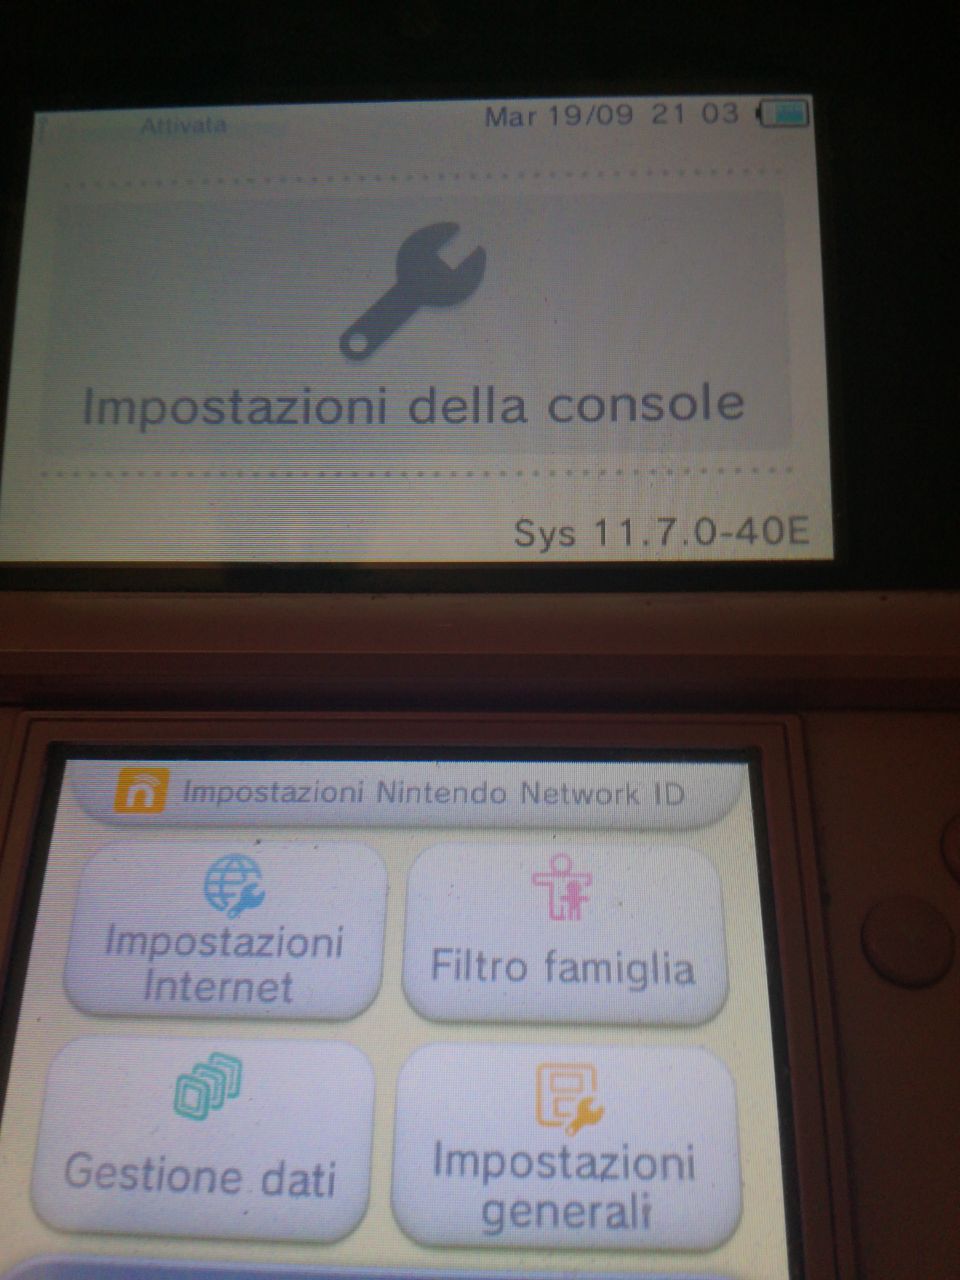 Attivata
Mar 19/09 21 03
Impostazioni della console
Sys 11.7.0-40E
Impostazioni Nintendo Network ID
Impostazioni
Internet
Filtro famiglia
Gestione dati
Impostazioni
generali